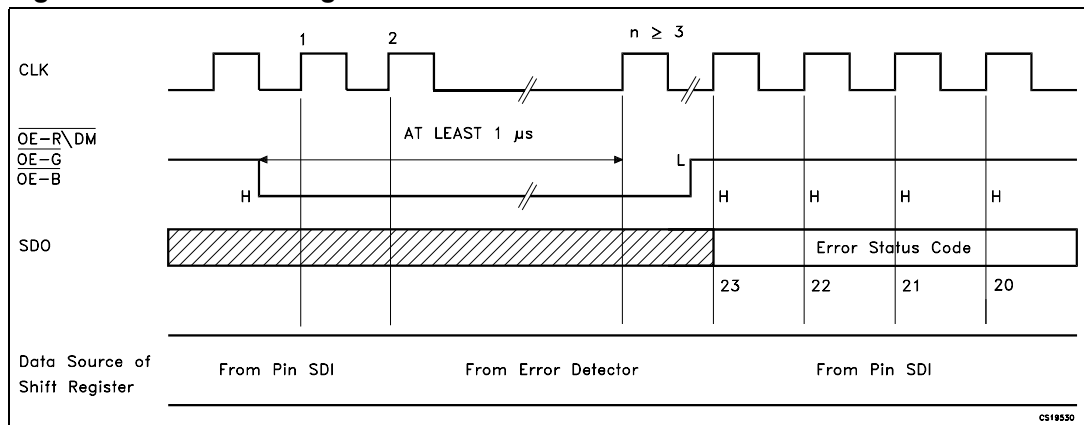 1 2 n ≥ 3
CLK
AT LEAST 1 µs
OE-R\DM
OE-G
OE-B
L
H H H H H
SDO Error Status Code
23 22 21 20
Data Source of
Shift Register
From Pin SDI From Error Detector From Pin SDI
CS19530